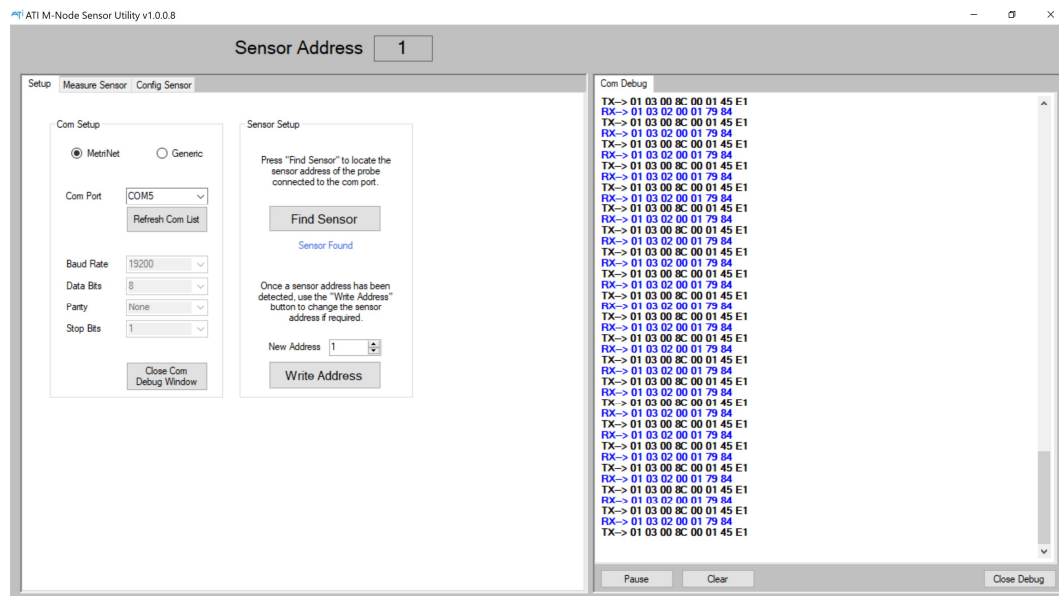 ATI M-Node Sensor Utility v1.0.0.8
Sensor Address 1
Setup Measure Sensor Config Sensor
Com Setup
MetriNet Generic
Com Port COM5
Refresh Com List
Baud Rate 19200
Data Bits 8
Parity None
Stop Bits 1
Close Com
Debug Window
Sensor Setup
Press "Find Sensor" to locate the
sensor address of the probe
connected to the com port.
Find Sensor
Sensor Found
Once a sensor address has been
detected, use the "Write Address"
button to change the sensor
address if required.
New Address 1
Write Address
Com Debug
TX--> 01 03 00 8C 00 01 45 E1
RX--> 01 03 02 00 01 79 84
TX--> 01 03 00 8C 00 01 45 E1
RX--> 01 03 02 00 01 79 84
TX--> 01 03 00 8C 00 01 45 E1
RX--> 01 03 02 00 01 79 84
TX--> 01 03 00 8C 00 01 45 E1
RX--> 01 03 02 00 01 79 84
TX--> 01 03 00 8C 00 01 45 E1
RX--> 01 03 02 00 01 79 84
TX--> 01 03 00 8C 00 01 45 E1
RX--> 01 03 02 00 01 79 84
TX--> 01 03 00 8C 00 01 45 E1
RX--> 01 03 02 00 01 79 84
TX--> 01 03 00 8C 00 01 45 E1
RX--> 01 03 02 00 01 79 84
TX--> 01 03 00 8C 00 01 45 E1
RX--> 01 03 02 00 01 79 84
TX--> 01 03 00 8C 00 01 45 E1
RX--> 01 03 02 00 01 79 84
TX--> 01 03 00 8C 00 01 45 E1
RX--> 01 03 02 00 01 79 84
TX--> 01 03 00 8C 00 01 45 E1
RX--> 01 03 02 00 01 79 84
TX--> 01 03 00 8C 00 01 45 E1
RX--> 01 03 02 00 01 79 84
TX--> 01 03 00 8C 00 01 45 E1
RX--> 01 03 02 00 01 79 84
TX--> 01 03 00 8C 00 01 45 E1
RX--> 01 03 02 00 01 79 84
TX--> 01 03 00 8C 00 01 45 E1
RX--> 01 03 02 00 01 79 84
TX--> 01 03 00 8C 00 01 45 E1
RX--> 01 03 02 00 01 79 84
TX--> 01 03 00 8C 00 01 45 E1
RX--> 01 03 02 00 01 79 84
TX--> 01 03 00 8C 00 01 45 E1
RX--> 01 03 02 00 01 79 84
TX--> 01 03 00 8C 00 01 45 E1
RX--> 01 03 02 00 01 79 84
TX--> 01 03 00 8C 00 01 45 E1
Pause Clear Close Debug